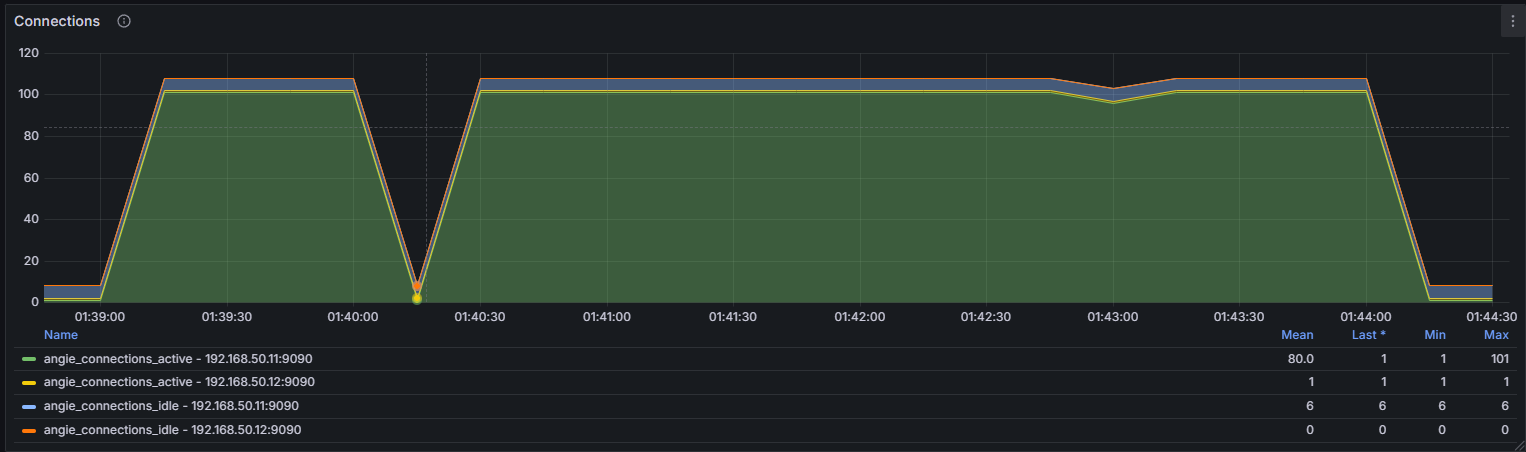 Connections
120
100
80
60
40
20
0
01:39:00 01:39:30 01:40:00 01:40:30 01:41:00 01:41:30 01:42:00 01:42:30 01:43:00 01:43:30 01:44:00 01:44:30
Name Mean Last * Min Max
angie_connections_active - 192.168.50.11:9090 80.0 1 1 101
angie_connections_active - 192.168.50.12:9090 1 1 1 1
angie_connections_idle - 192.168.50.11:9090 6 6 6 6
angie_connections_idle - 192.168.50.12:9090 0 0 0 0